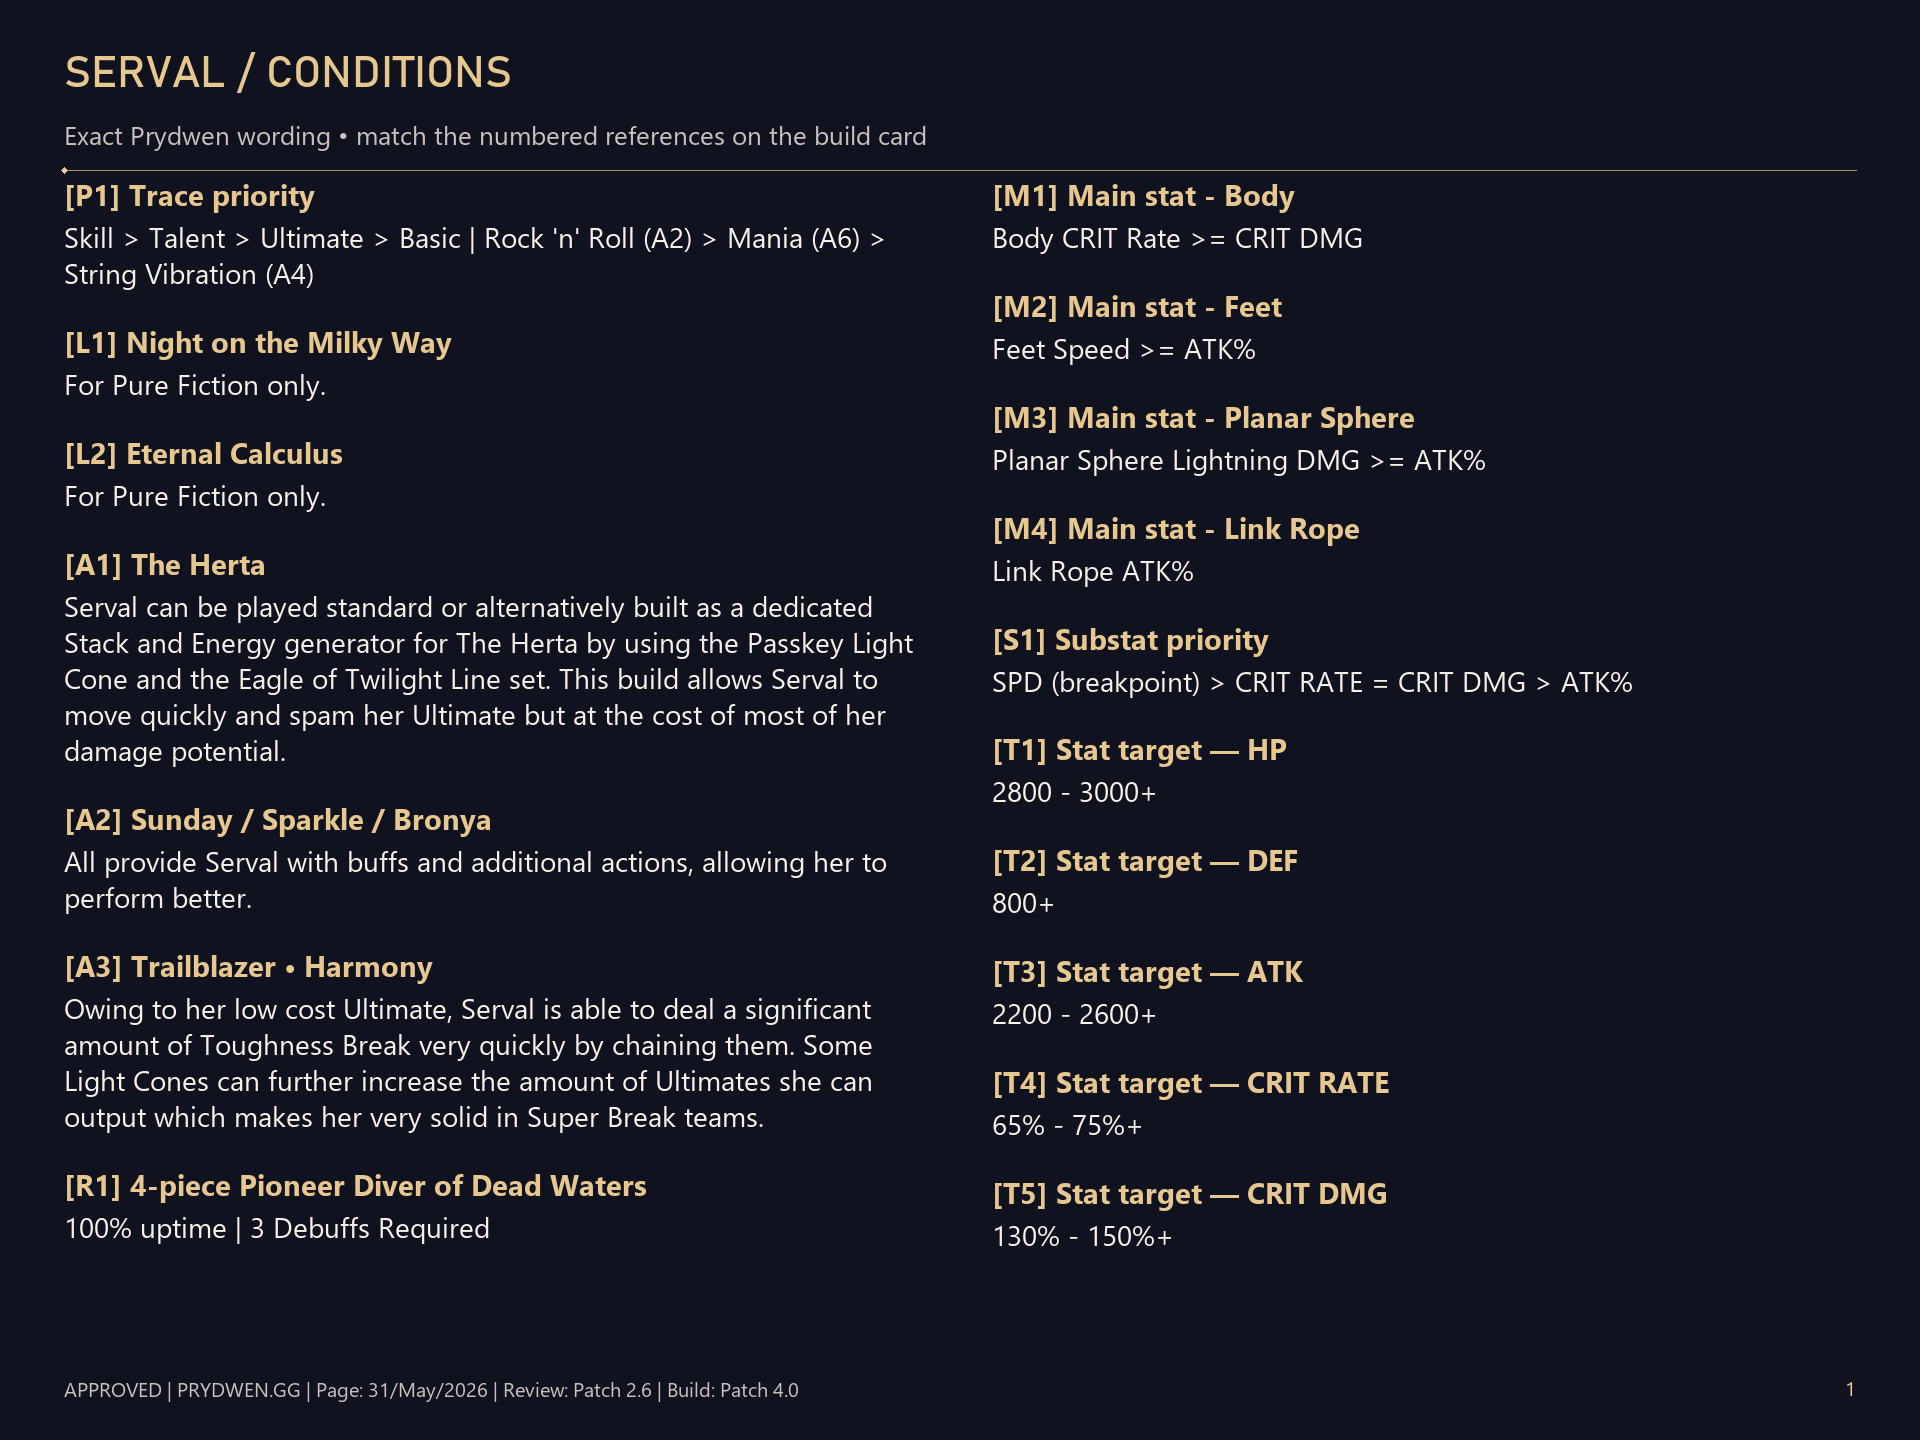 SERVAL / CONDITIONS
Exact Prydwen wording • match the numbered references on the build card
[P1] Trace priority
Skill > Talent > Ultimate > Basic | Rock 'n' Roll (A2) > Mania (A6) >
String Vibration (A4)
[L1] Night on the Milky Way
For Pure Fiction only.
[L2] Eternal Calculus
For Pure Fiction only.
[A1] The Herta
Serval can be played standard or alternatively built as a dedicated
Stack and Energy generator for The Herta by using the Passkey Light
Cone and the Eagle of Twilight Line set. This build allows Serval to
move quickly and spam her Ultimate but at the cost of most of her
damage potential.
[A2] Sunday / Sparkle / Bronya
All provide Serval with buffs and additional actions, allowing her to
perform better.
[A3] Trailblazer • Harmony
Owing to her low cost Ultimate, Serval is able to deal a significant
amount of Toughness Break very quickly by chaining them. Some
Light Cones can further increase the amount of Ultimates she can
output which makes her very solid in Super Break teams.
[R1] 4-piece Pioneer Diver of Dead Waters
100% uptime | 3 Debuffs Required
[M1] Main stat - Body
Body CRIT Rate >= CRIT DMG
[M2] Main stat - Feet
Feet Speed >= ATK%
[M3] Main stat - Planar Sphere
Planar Sphere Lightning DMG >= ATK%
[M4] Main stat - Link Rope
Link Rope ATK%
[S1] Substat priority
SPD (breakpoint) > CRIT RATE = CRIT DMG > ATK%
[T1] Stat target — HP
2800 - 3000+
[T2] Stat target — DEF
800+
[T3] Stat target — ATK
2200 - 2600+
[T4] Stat target — CRIT RATE
65% - 75%+
[T5] Stat target — CRIT DMG
130% - 150%+
APPROVED | PRYDWEN.GG | Page: 31/May/2026 | Review: Patch 2.6 | Build: Patch 4.0
1